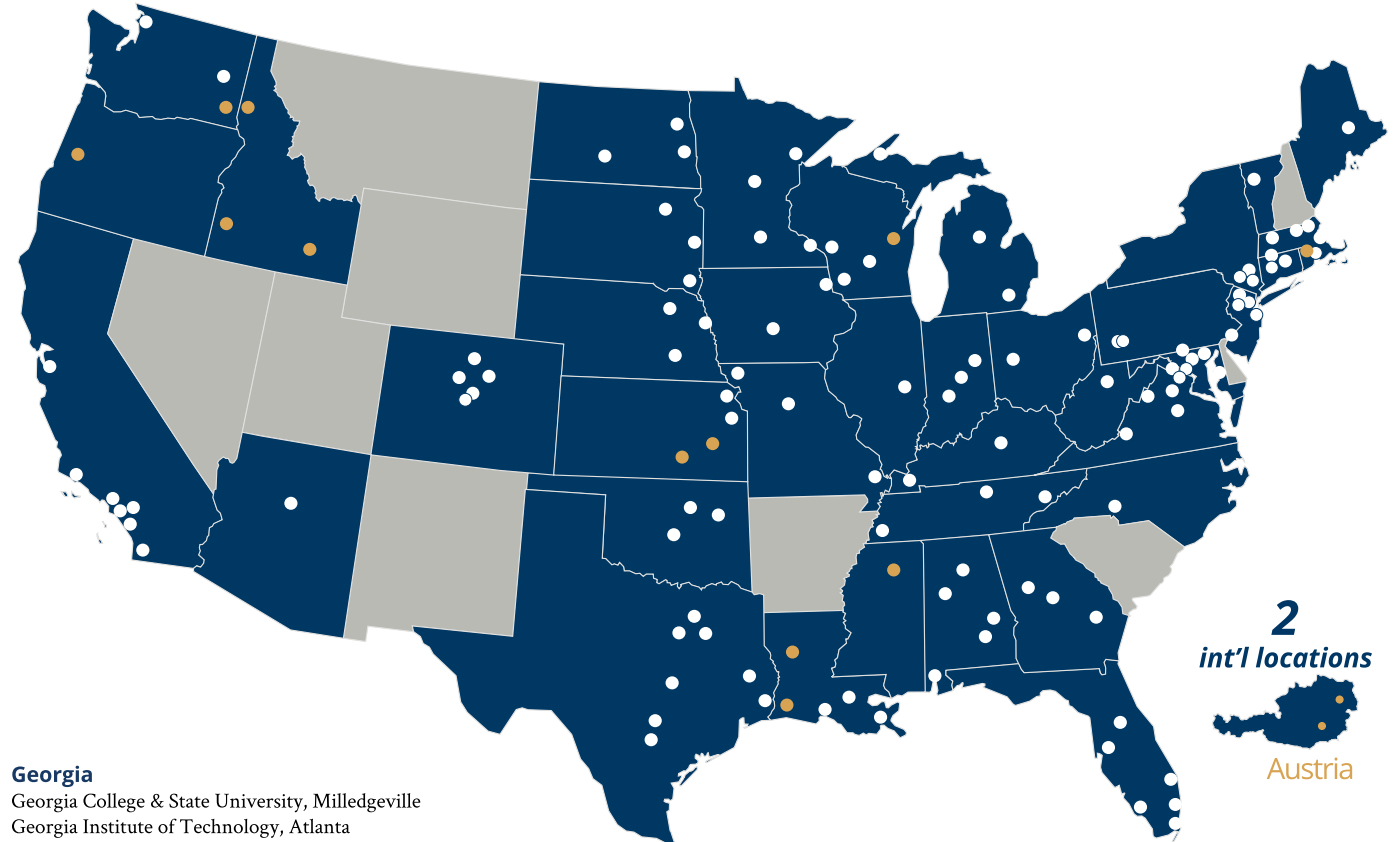 2
int’l locations
Austria
Georgia
Georgia College & State University, Milledgeville
Georgia Institute of Technology, Atlanta